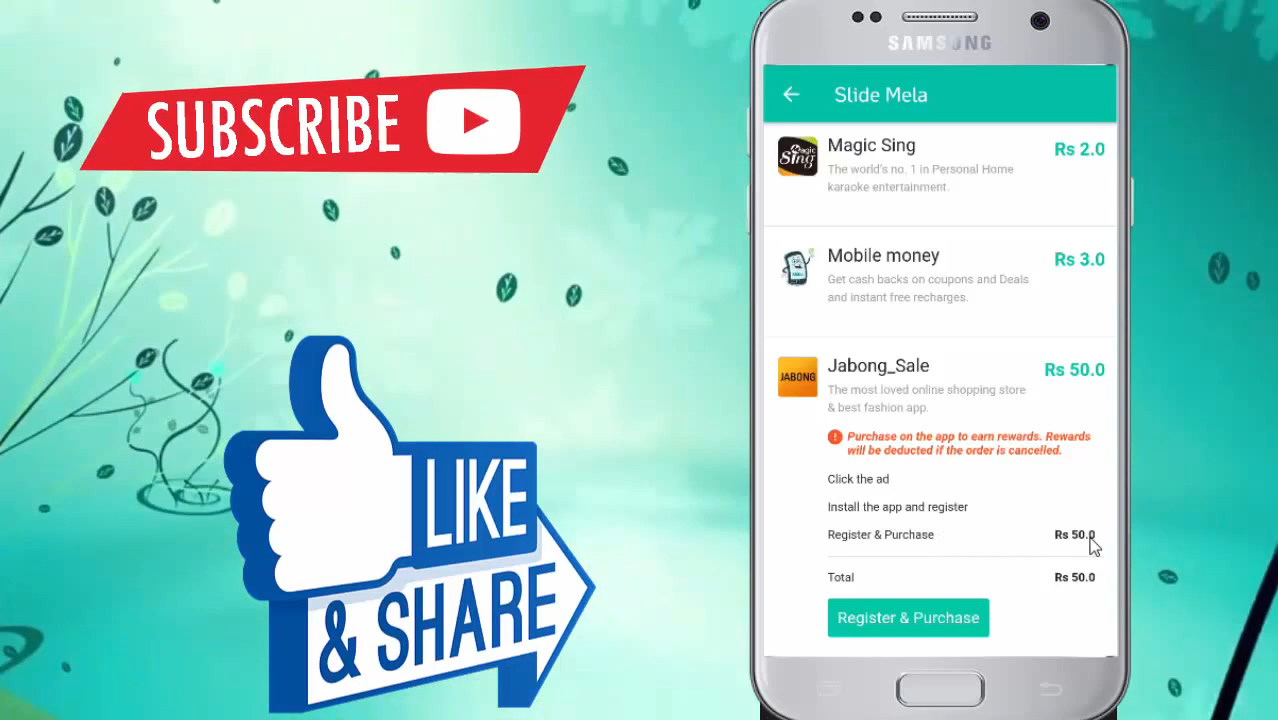 SUBSCRIBE
LIKE
& SHARE
SAMSUNG
Slide Mela
Magic Sing
Magic Sing
Rs 2.0
The world's no. 1 in Personal Home
karaoke entertainment.
Mobile money
Rs 3.0
Get cash backs on coupons and Deals
and instant free recharges.
JABONG
Jabong_Sale
Rs 50.0
The most loved online shopping store
& best fashion app.
Purchase on the app to earn rewards. Rewards
will be deducted if the order is cancelled.
Click the ad
Install the app and register
Register & Purchase Rs 50.0
Total Rs 50.0
Register & Purchase